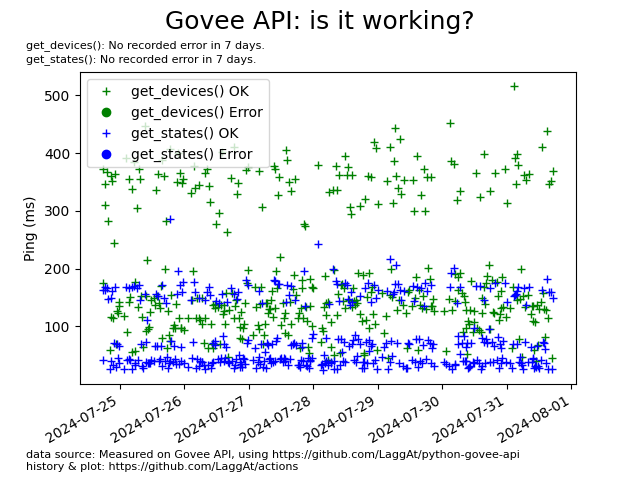 Govee API: is it working?
get_devices(): No recorded error in 7 days.
get_states(): No recorded error in 7 days.
get_devices() OK
get_devices() Error
get_states() OK
get_states() Error
Ping (ms)
500
400
300
200
100
2024-07-25
2024-07-26
2024-07-27
2024-07-28
2024-07-29
2024-07-30
2024-07-31
2024-08-01
data source: Measured on Govee API, using https://github.com/LaggAt/python-govee-api
history & plot: https://github.com/LaggAt/actions